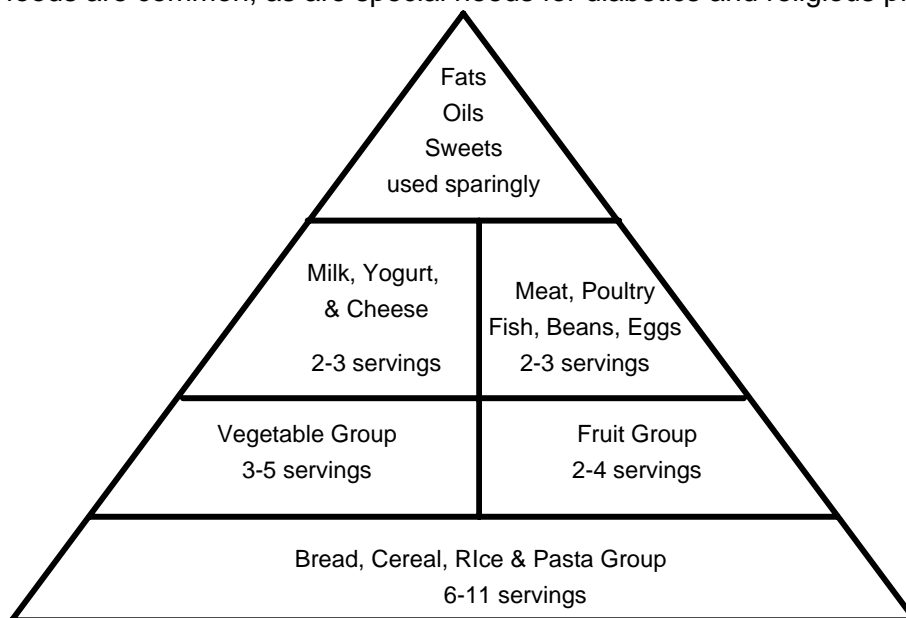 foods are common, as are special needs for diabetics and religious p
Fats
Oils
Sweets
used sparingly
Milk, Yogurt,
& Cheese
2-3 servings
Meat, Poultry
Fish, Beans, Eggs
2-3 servings
Vegetable Group
3-5 servings
Fruit Group
2-4 servings
Bread, Cereal, RIce & Pasta Group
6-11 servings